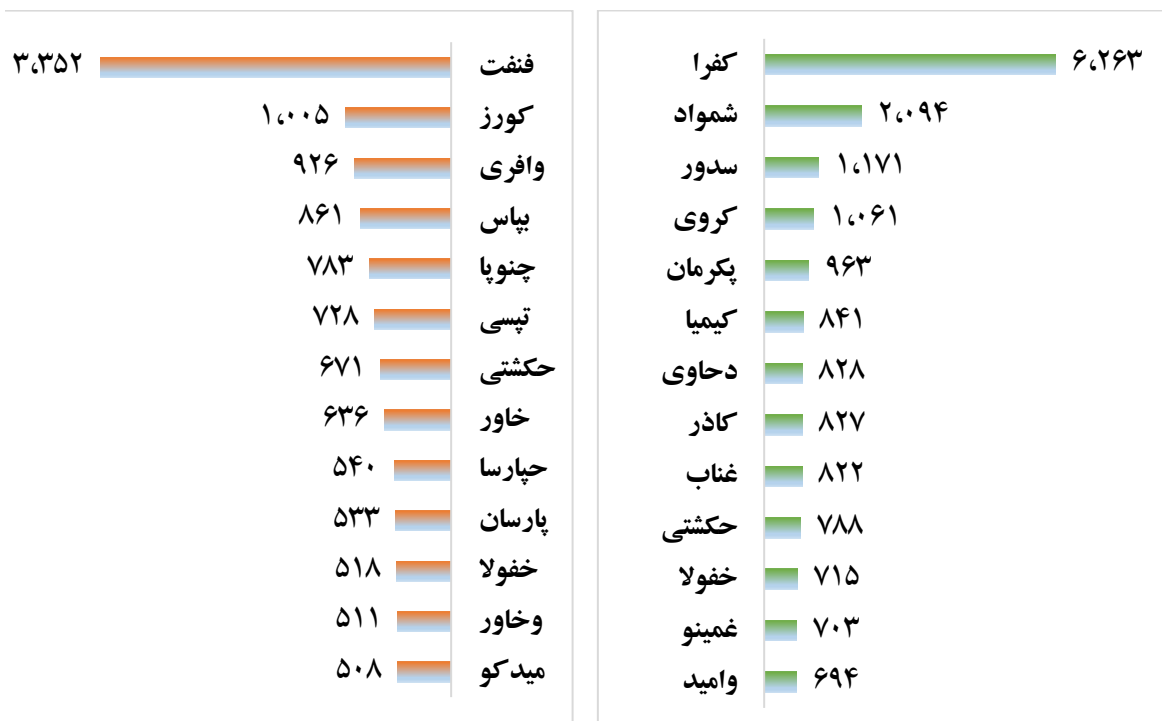 کفرا ۶،۲۶۳
شمواد ۲،۰۹۴
سدور ۱،۱۷۱
کروی ۱،۰۶۱
پکرمان ۹۶۳
کیمیا ۸۴۱
دحاوی ۸۲۸
کاذر ۸۲۷
غناب ۸۲۲
حکشتی ۷۸۸
خفولا ۷۱۵
غمینو ۷۰۳
وامید ۶۹۴
فنفت ۳،۳۵۲
کورز ۱،۰۰۵
وافری ۹۲۶
بپاس ۸۶۱
چنوپا ۷۸۳
تپسی ۷۲۸
حکشتی ۶۷۱
خاور ۶۳۶
حپارسا ۵۴۰
پارسان ۵۳۳
خفولا ۵۱۸
وخاور ۵۱۱
میدکو ۵۰۸